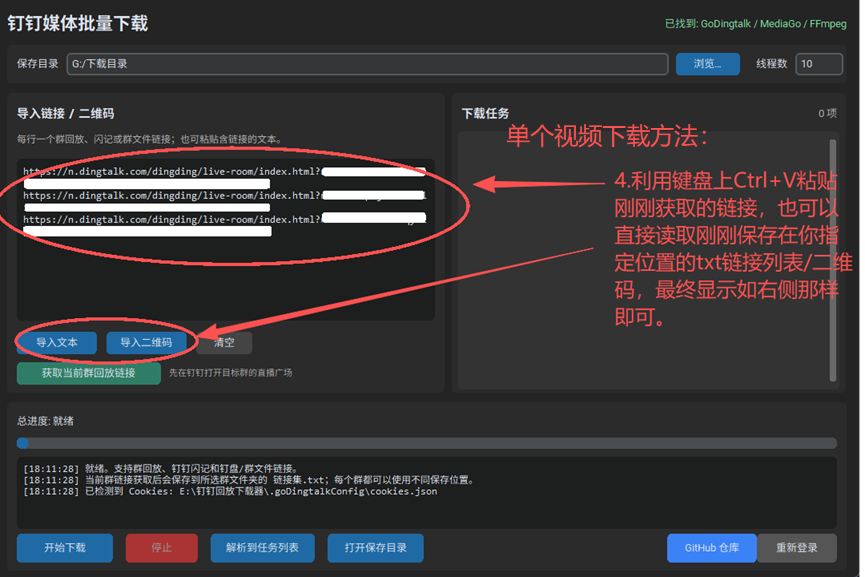 钉钉媒体批量下载
已找到: GoDingtalk / MediaGo / FFmpeg
保存目录
G:/下载目录
浏览...
线程数
10
导入链接 / 二维码
每行一个群回放、闪记或群文件链接；也可粘贴含链接的文本。
https://n.dingtalk.com/dingding/live-room/index.html?
https://n.dingtalk.com/dingding/live-room/index.html?
https://n.dingtalk.com/dingding/live-room/index.html?
导入文本
导入二维码
清空
获取当前群回放链接
先在钉钉打开目标群的直播广场
下载任务
0 项
单个视频下载方法：
4.利用键盘上Ctrl+V粘贴
刚刚获取的链接，也可以
直接读取刚刚保存在你指
定位置的txt链接列表/二维
码，最终显示如右侧那样
即可。
总进度: 就绪
[18:11:28] 就绪。支持群回放、钉钉闪记和钉盘/群文件链接。
[18:11:28] 当前群链接获取后会保存到所选群文件夹的 链接集.txt；每个群都可以使用不同保存位置。
[18:11:28] 已检测到 Cookies: E:\钉钉回放下载器\.goDingtalkConfig\cookies.json
开始下载
停止
解析到任务列表
打开保存目录
GitHub 仓库
重新登录